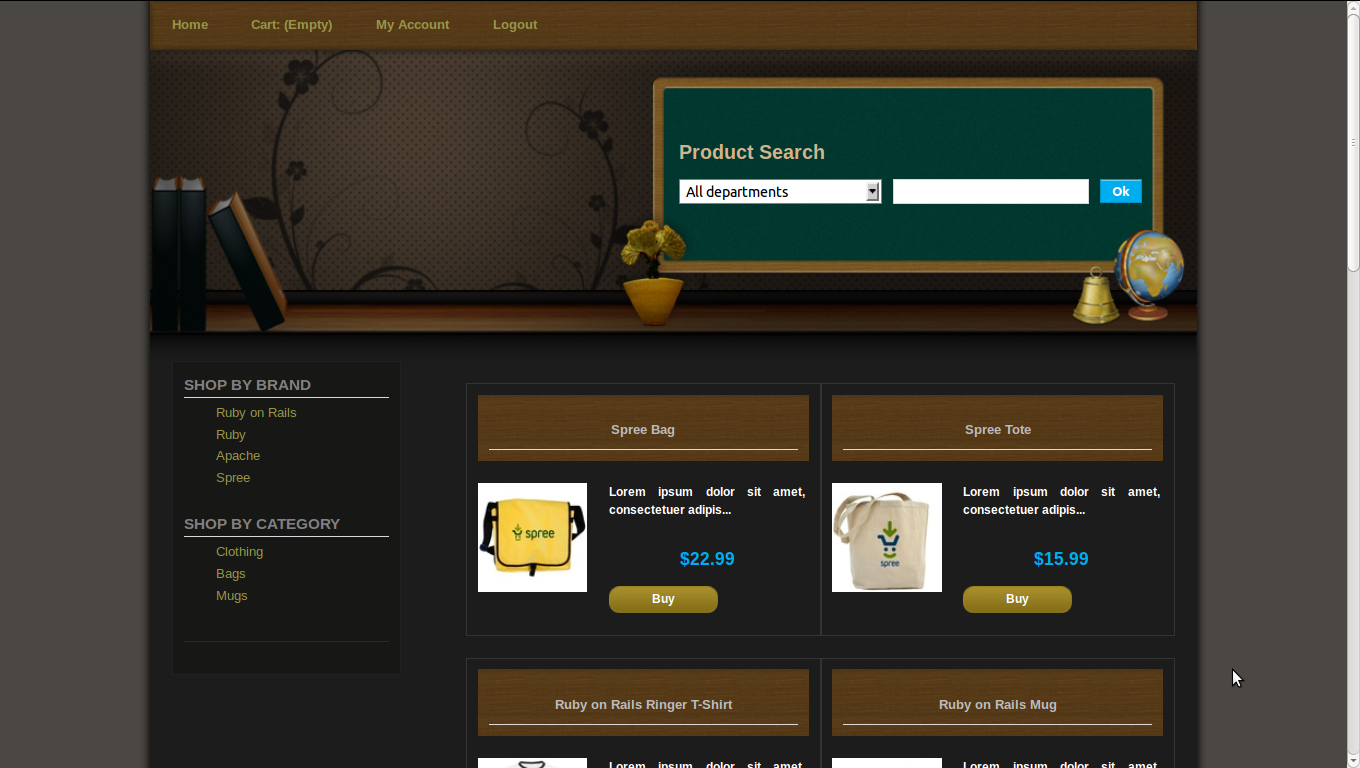 Home Cart: (Empty) My Account Logout
Product Search
All departments
Ok
SHOP BY BRAND
Ruby on Rails
Ruby
Apache
Spree
SHOP BY CATEGORY
Clothing
Bags
Mugs
Spree Bag
spree
Lorem ipsum dolor sit amet,
consectetuer adipis...
$22.99
Buy
Spree Tote
spree
Lorem ipsum dolor sit amet,
consectetuer adipis...
$15.99
Buy
Ruby on Rails Ringer T-Shirt
Lorem ipsum dolor sit amet,
Ruby on Rails Mug
Lorem ipsum dolor sit amet,